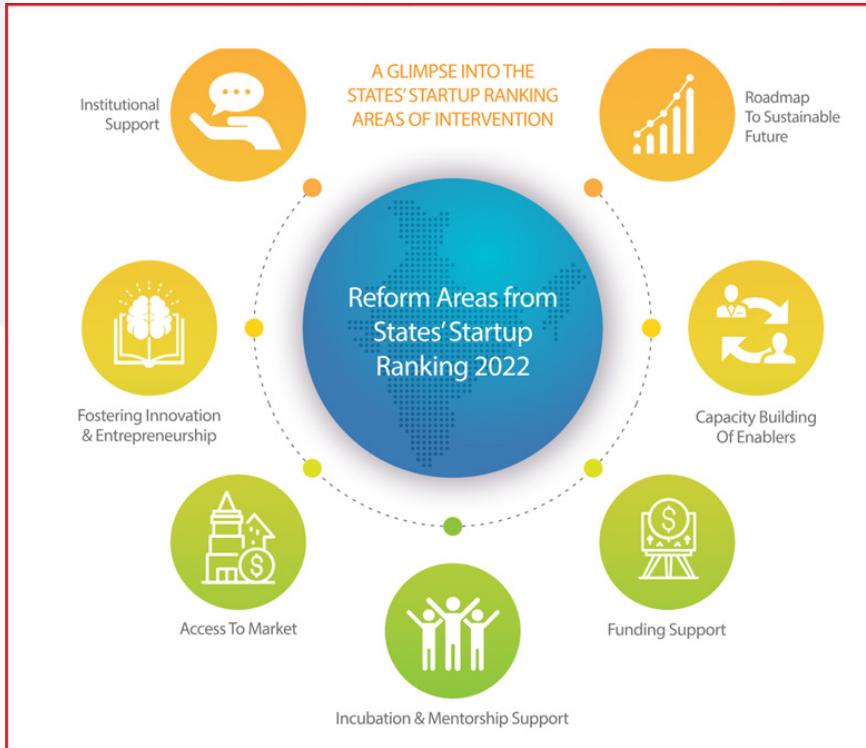 A GLIMPSE INTO THE
STATES' STARTUP RANKING
AREAS OF INTERVENTION
Institutional
Support
Roadmap
To Sustainable
Future
Reform Areas from
States' Startup
Ranking 2022
Fostering Innovation
& Entrepreneurship
Capacity Building
Of Enablers
Access To Market
Funding Support
Incubation & Mentorship Support
$
$